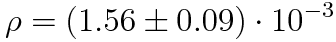 ρ = (1.56 ± 0.09) · 10⁻³